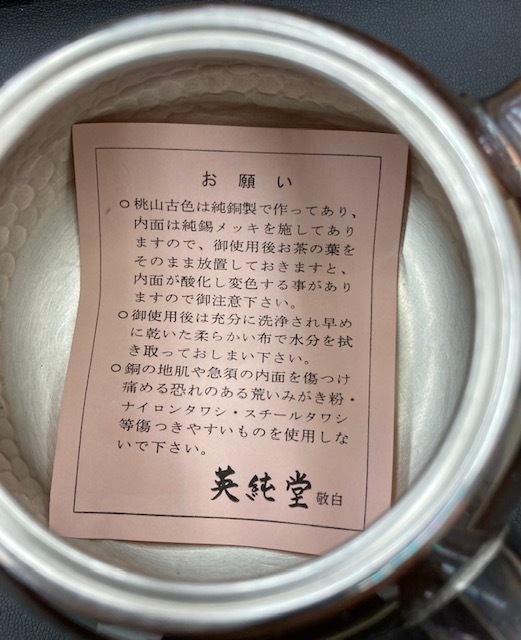 お願い
○桃山古色は純銅製で作ってあり、
内面は純錫メッキを施してあり
ますので、御使用後お茶の葉を
そのまま放置しておきますと、
内面が酸化し変色する事があり
ますので御注意下さい。
○御使用後は充分に洗浄され早め
に乾いた柔らかい布で水分を拭
き取っておしまい下さい。
○銅の地肌や急須の内面を傷つけ
痛める恐れのある荒いみがき粉・
ナイロンタワシ・スチールタワシ
等傷つきやすいものを使用しな
いで下さい。
英純堂 敬白